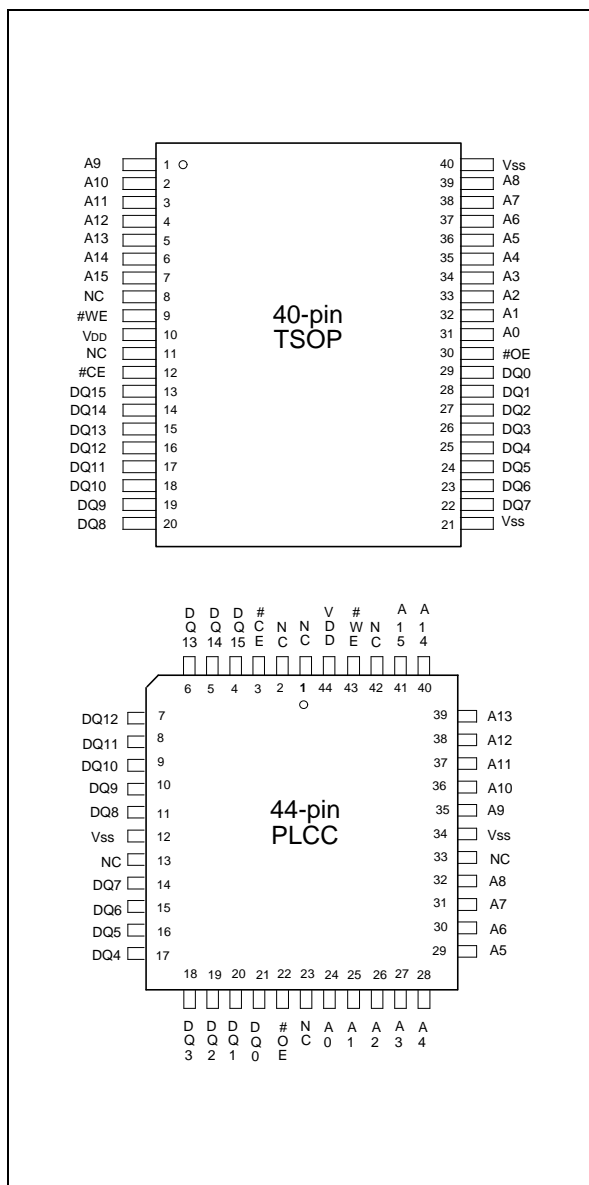 A9 1 40 Vss
A10 2 39 A8
A11 3 38 A7
A12 4 37 A6
A13 5 36 A5
A14 6 35 A4
A15 7 34 A3
NC 8 33 A2
#WE 9 32 A1
VDD 10 31 A0
NC 11 30 #OE
#CE 12 29 DQ0
DQ15 13 28 DQ1
DQ14 14 27 DQ2
DQ13 15 26 DQ3
DQ12 16 25 DQ4
DQ11 17 24 DQ5
DQ10 18 23 DQ6
DQ9 19 22 DQ7
DQ8 20 21 Vss
40-pin
TSOP
DQ13 DQ14 DQ15 #CE NC NC VDD #WE NC A15 A14
6 5 4 3 2 1 44 43 42 41 40
DQ12 7 39 A13
DQ11 8 38 A12
DQ10 9 37 A11
DQ9 10 36 A10
DQ8 11 35 A9
Vss 12 34 Vss
NC 13 33 NC
DQ7 14 32 A8
DQ6 15 31 A7
DQ5 16 30 A6
DQ4 17 29 A5
44-pin
PLCC
18 19 20 21 22 23 24 25 26 27 28
DQ3 DQ2 DQ1 DQ0 #OE NC A0 A1 A2 A3 A4